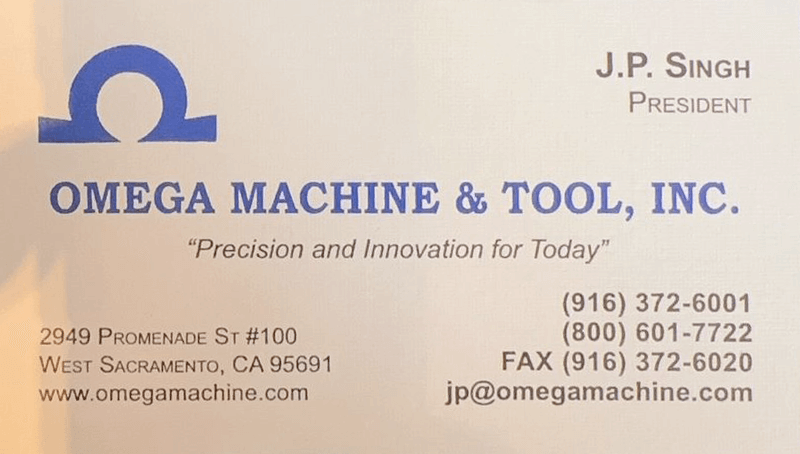 J.P. SINGH
PRESIDENT
OMEGA MACHINE & TOOL, INC.
“Precision and Innovation for Today”
2949 PROMENADE ST #100
WEST SACRAMENTO, CA 95691
www.omegamachine.com
(916) 372-6001
(800) 601-7722
FAX (916) 372-6020
jp@omegamachine.com